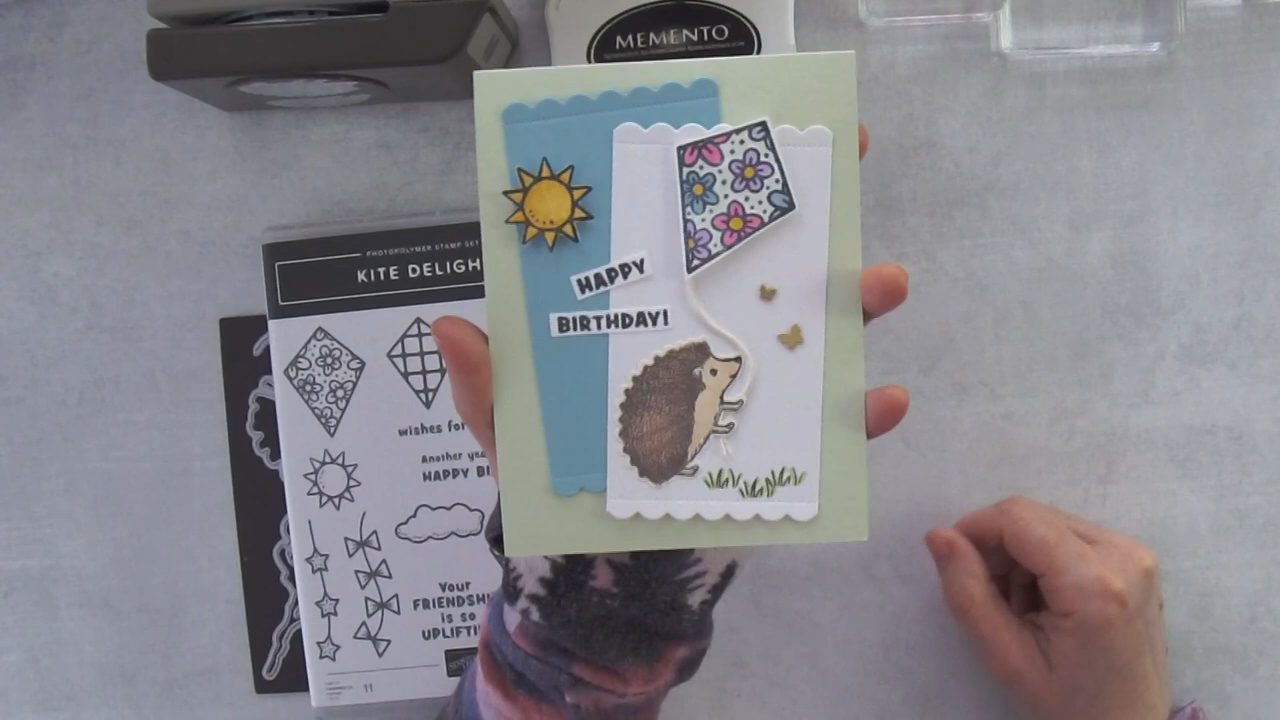 MEMENTO
PHOTOPOLYMER STAMP SET
KITE DELIGH
HAPPY
BIRTHDAY!
wishes for
Another yea
HAPPY BI
Your
FRIENDSHI
is so
UPLIFTI